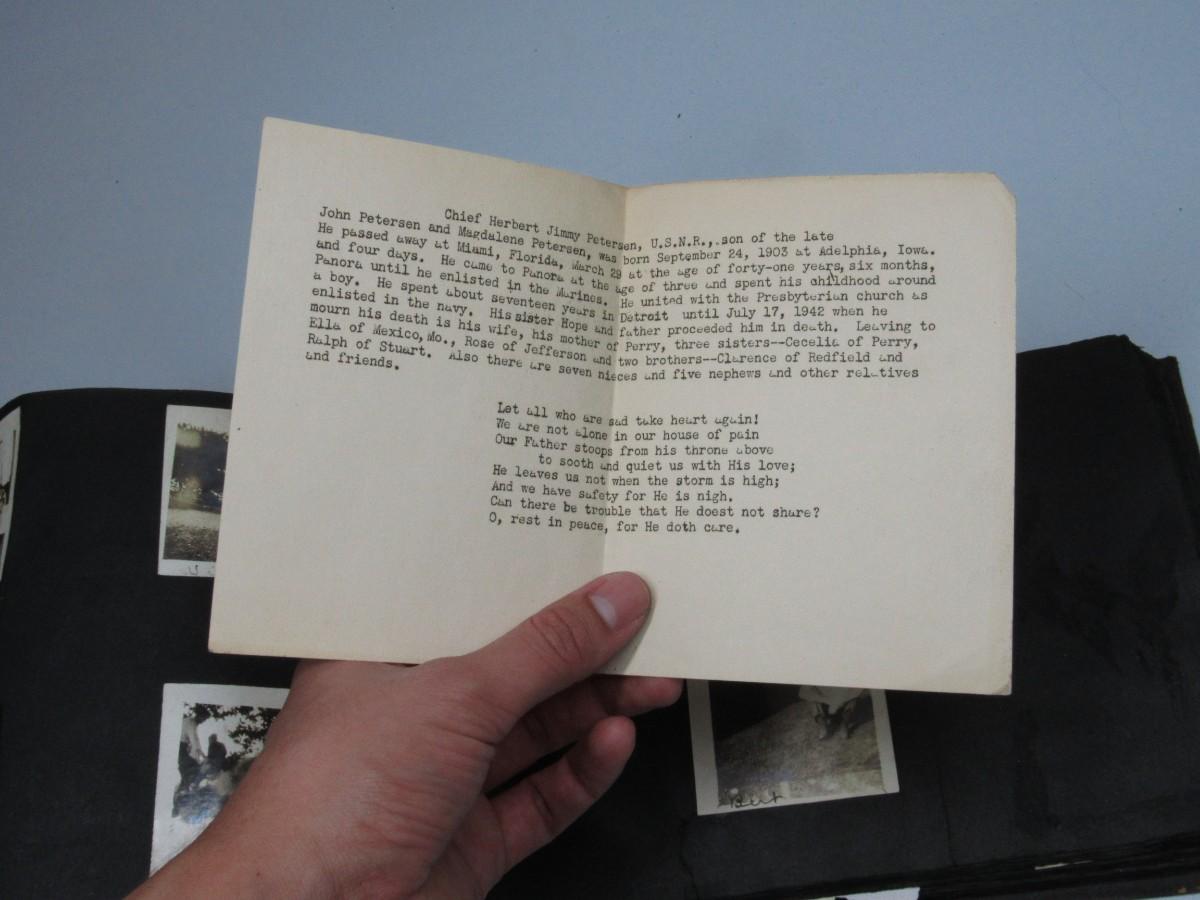 Chief Herbert Jimmy Petersen, U.S.N.R., son of the late
John Petersen and Magdalene Petersen, was born September 24, 1903 at Adelphia, Iowa.
He passed away at Miami, Florida, March 29 at the age of forty-one years, six months,
and four days. He came to Panora at the age of three and spent his childhood around
Panora until he enlisted in the Marines. He united with the Presbyterian church as
a boy. He spent about seventeen years in Detroit until July 17, 1942 when he
enlisted in the navy. His sister Hope and father proceeded him in death. Leaving to
mourn his death is his wife, his mother of Perry, three sisters--Cecelia of Perry,
Ella of Mexico, Mo., Rose of Jefferson and two brothers--Clarence of Redfield and
Ralph of Stuart. Also there are seven nieces and five nephews and other relatives
and friends.
Let all who are sad take heart again!
We are not alone in our house of pain
Our Father stoops from his throne above
to sooth and quiet us with His love;
He leaves us not when the storm is high;
And we have safety for He is nigh.
Can there be trouble that He doest not share?
O, rest in peace, for He doth care.